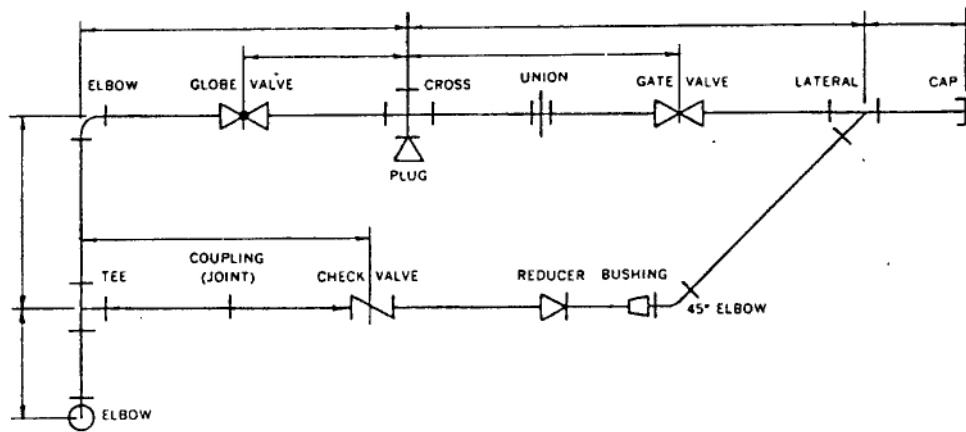 ELBOW
GLOBE VALVE
CROSS
UNION
GATE VALVE
LATERAL
CAP
PLUG
TEE
COUPLING
(JOINT)
CHECK VALVE
REDUCER
BUSHING
45° ELBOW
ELBOW